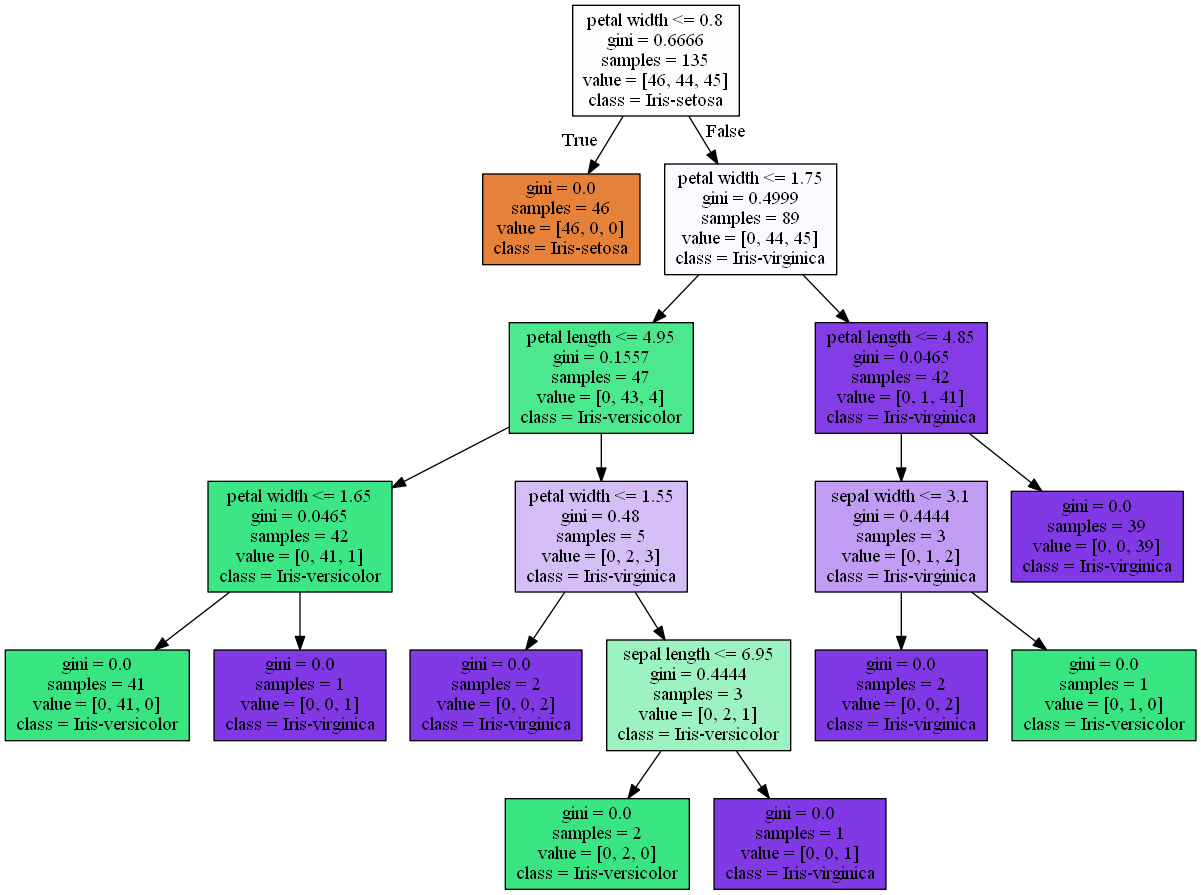 petal width <= 0.8
gini = 0.6666
samples = 135
value = [46, 44, 45]
class = Iris-setosa
True
False
gini = 0.0
samples = 46
value = [46, 0, 0]
class = Iris-setosa
petal width <= 1.75
gini = 0.4999
samples = 89
value = [0, 44, 45]
class = Iris-virginica
petal length <= 4.95
gini = 0.1557
samples = 47
value = [0, 43, 4]
class = Iris-versicolor
petal length <= 4.85
gini = 0.0465
samples = 42
value = [0, 1, 41]
class = Iris-virginica
petal width <= 1.65
gini = 0.0465
samples = 42
value = [0, 41, 1]
class = Iris-versicolor
petal width <= 1.55
gini = 0.48
samples = 5
value = [0, 2, 3]
class = Iris-virginica
sepal width <= 3.1
gini = 0.4444
samples = 3
value = [0, 1, 2]
class = Iris-virginica
gini = 0.0
samples = 39
value = [0, 0, 39]
class = Iris-virginica
gini = 0.0
samples = 41
value = [0, 41, 0]
class = Iris-versicolor
gini = 0.0
samples = 1
value = [0, 0, 1]
class = Iris-virginica
gini = 0.0
samples = 2
value = [0, 0, 2]
class = Iris-virginica
sepal length <= 6.95
gini = 0.4444
samples = 3
value = [0, 2, 1]
class = Iris-versicolor
gini = 0.0
samples = 2
value = [0, 0, 2]
class = Iris-virginica
gini = 0.0
samples = 1
value = [0, 1, 0]
class = Iris-versicolor
gini = 0.0
samples = 2
value = [0, 2, 0]
class = Iris-versicolor
gini = 0.0
samples = 1
value = [0, 0, 1]
class = Iris-virginica